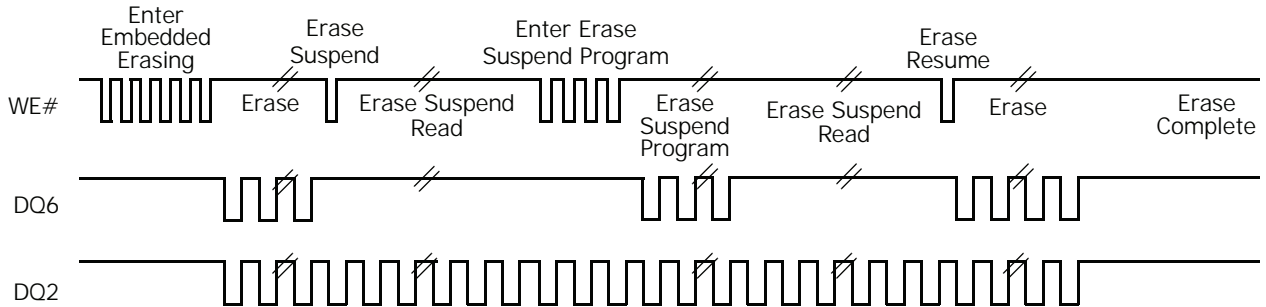 Enter
Embedded
Erasing
Erase
Suspend
Enter Erase
Suspend Program
Erase
Resume
WE#
Erase
Erase Suspend
Read
Erase
Suspend
Program
Erase Suspend
Read
Erase
Erase
Complete
DQ6
DQ2